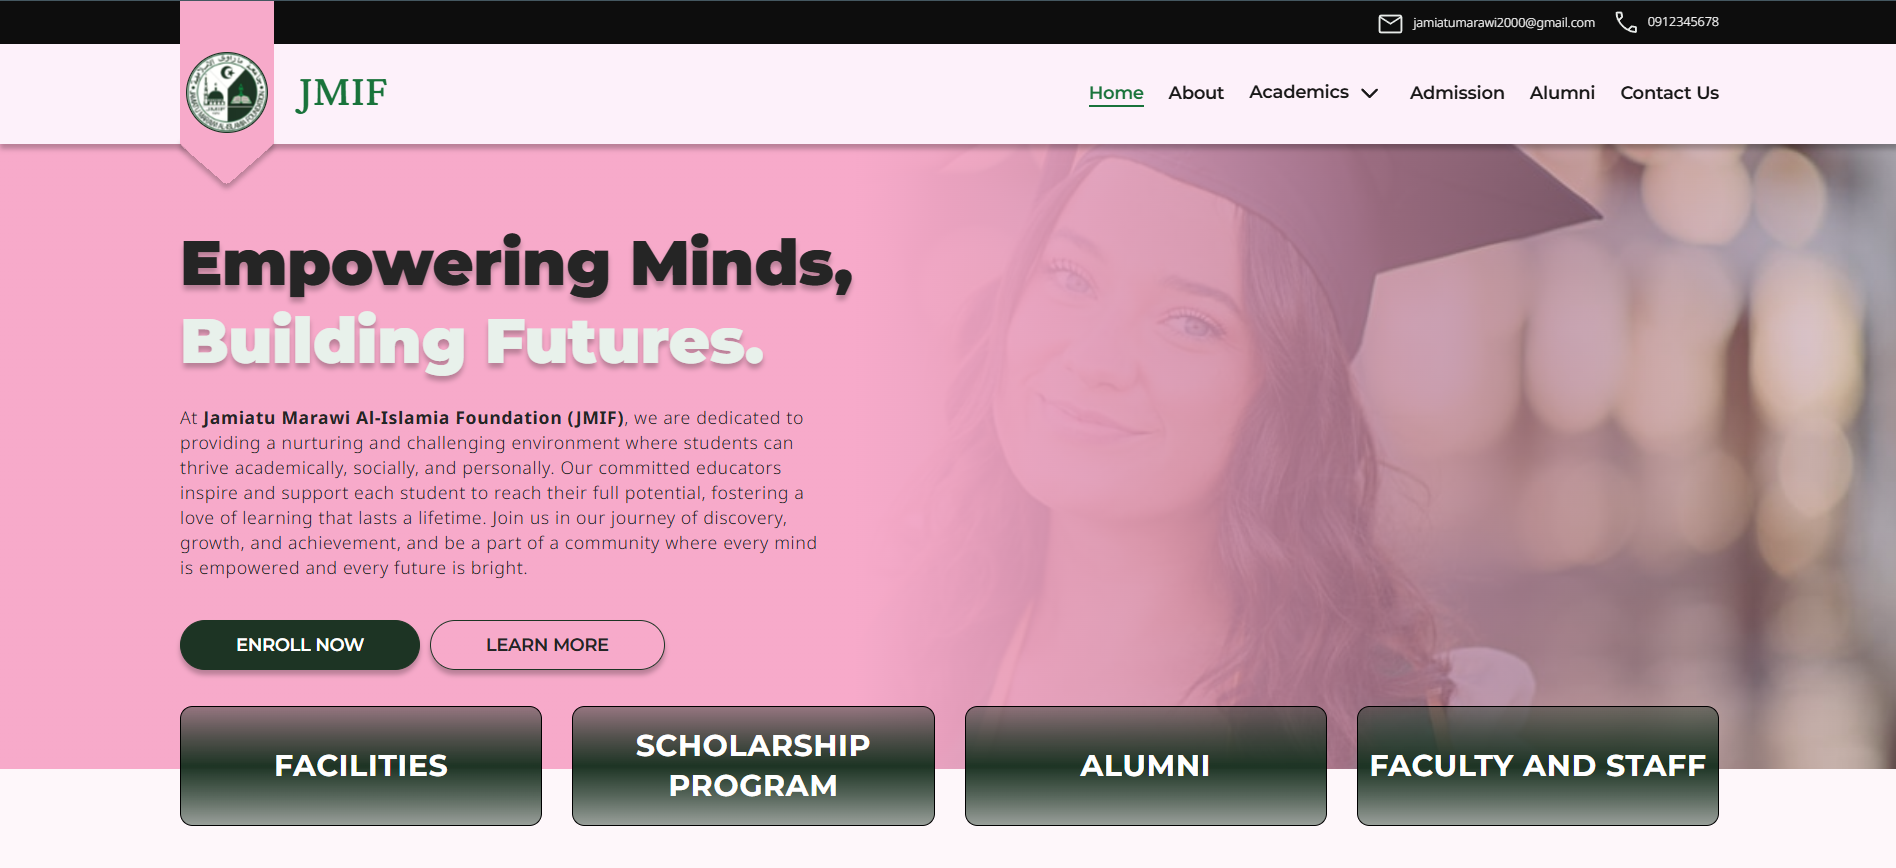 jamiatumarawi2000@gmail.com
0912345678
JMIF
Home
About
Academics
Admission
Alumni
Contact Us
Empowering Minds,
Building Futures.
At Jamiatu Marawi Al-Islamia Foundation (JMIF), we are dedicated to
providing a nurturing and challenging environment where students can
thrive academically, socially, and personally. Our committed educators
inspire and support each student to reach their full potential, fostering a
love of learning that lasts a lifetime. Join us in our journey of discovery,
growth, and achievement, and be a part of a community where every mind
is empowered and every future is bright.
ENROLL NOW
LEARN MORE
FACILITIES
SCHOLARSHIP
PROGRAM
ALUMNI
FACULTY AND STAFF